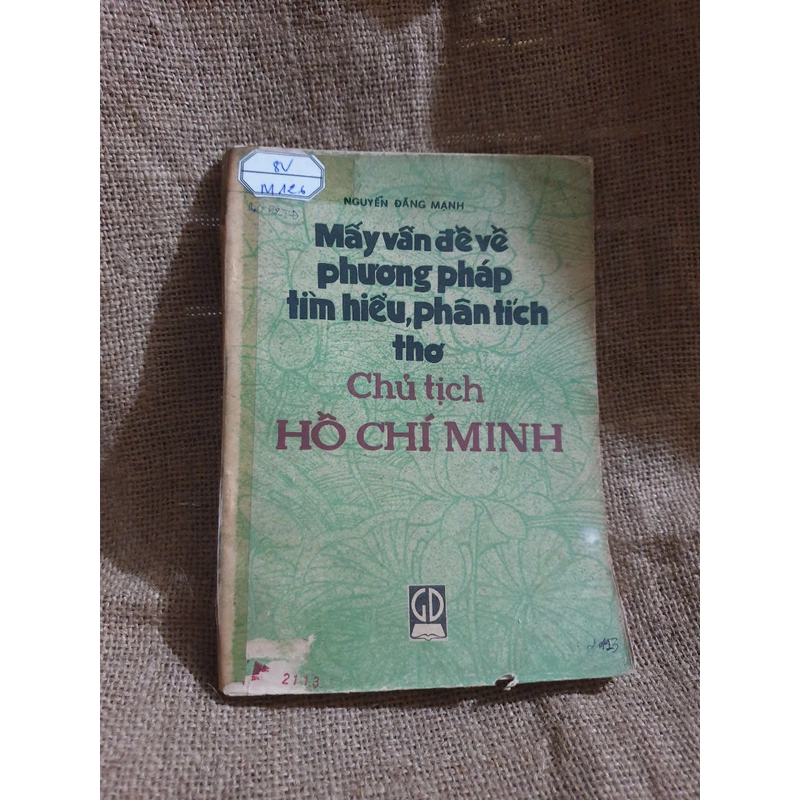 8V
M126
NGUYỄN ĐĂNG MẠNH
Mấy vấn đề về
phương pháp
tìm hiểu, phân tích
thơ
Chủ tịch
HỒ CHÍ MINH
GD
2113